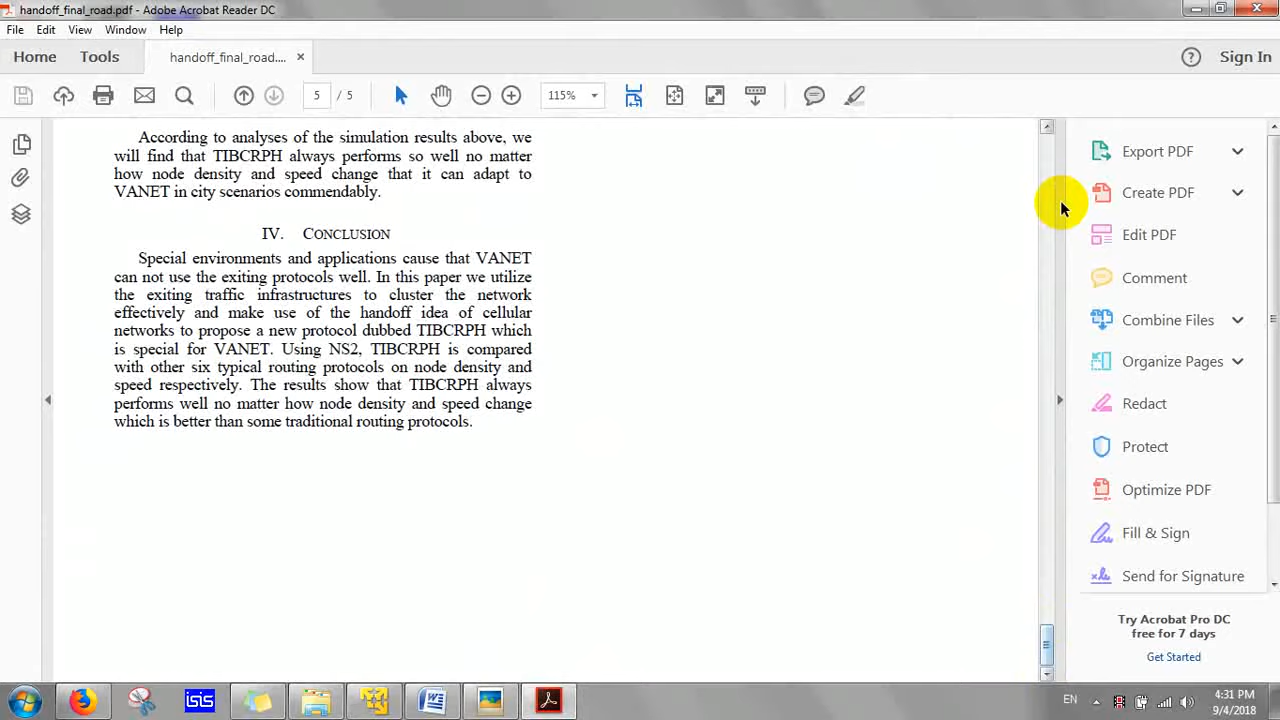 handoff_final_road.pdf - Adobe Acrobat Reader DC
File Edit View Window Help
Home Tools handoff_final_road.... × Sign In
5 / 5 115%
According to analyses of the simulation results above, we
will find that TIBCRPH always performs so well no matter
how node density and speed change that it can adapt to
VANET in city scenarios commendably.
IV. CONCLUSION
Special environments and applications cause that VANET
can not use the exiting protocols well. In this paper we utilize
the exiting traffic infrastructures to cluster the network
effectively and make use of the handoff idea of cellular
networks to propose a new protocol dubbed TIBCRPH which
is special for VANET. Using NS2, TIBCRPH is compared
with other six typical routing protocols on node density and
speed respectively. The results show that TIBCRPH always
performs well no matter how node density and speed change
which is better than some traditional routing protocols.
Export PDF
Create PDF
Edit PDF
Comment
Combine Files
Organize Pages
Redact
Protect
Optimize PDF
Fill & Sign
Send for Signature
Try Acrobat Pro DC
free for 7 days
Get Started
isis
EN
4:31 PM
9/4/2018